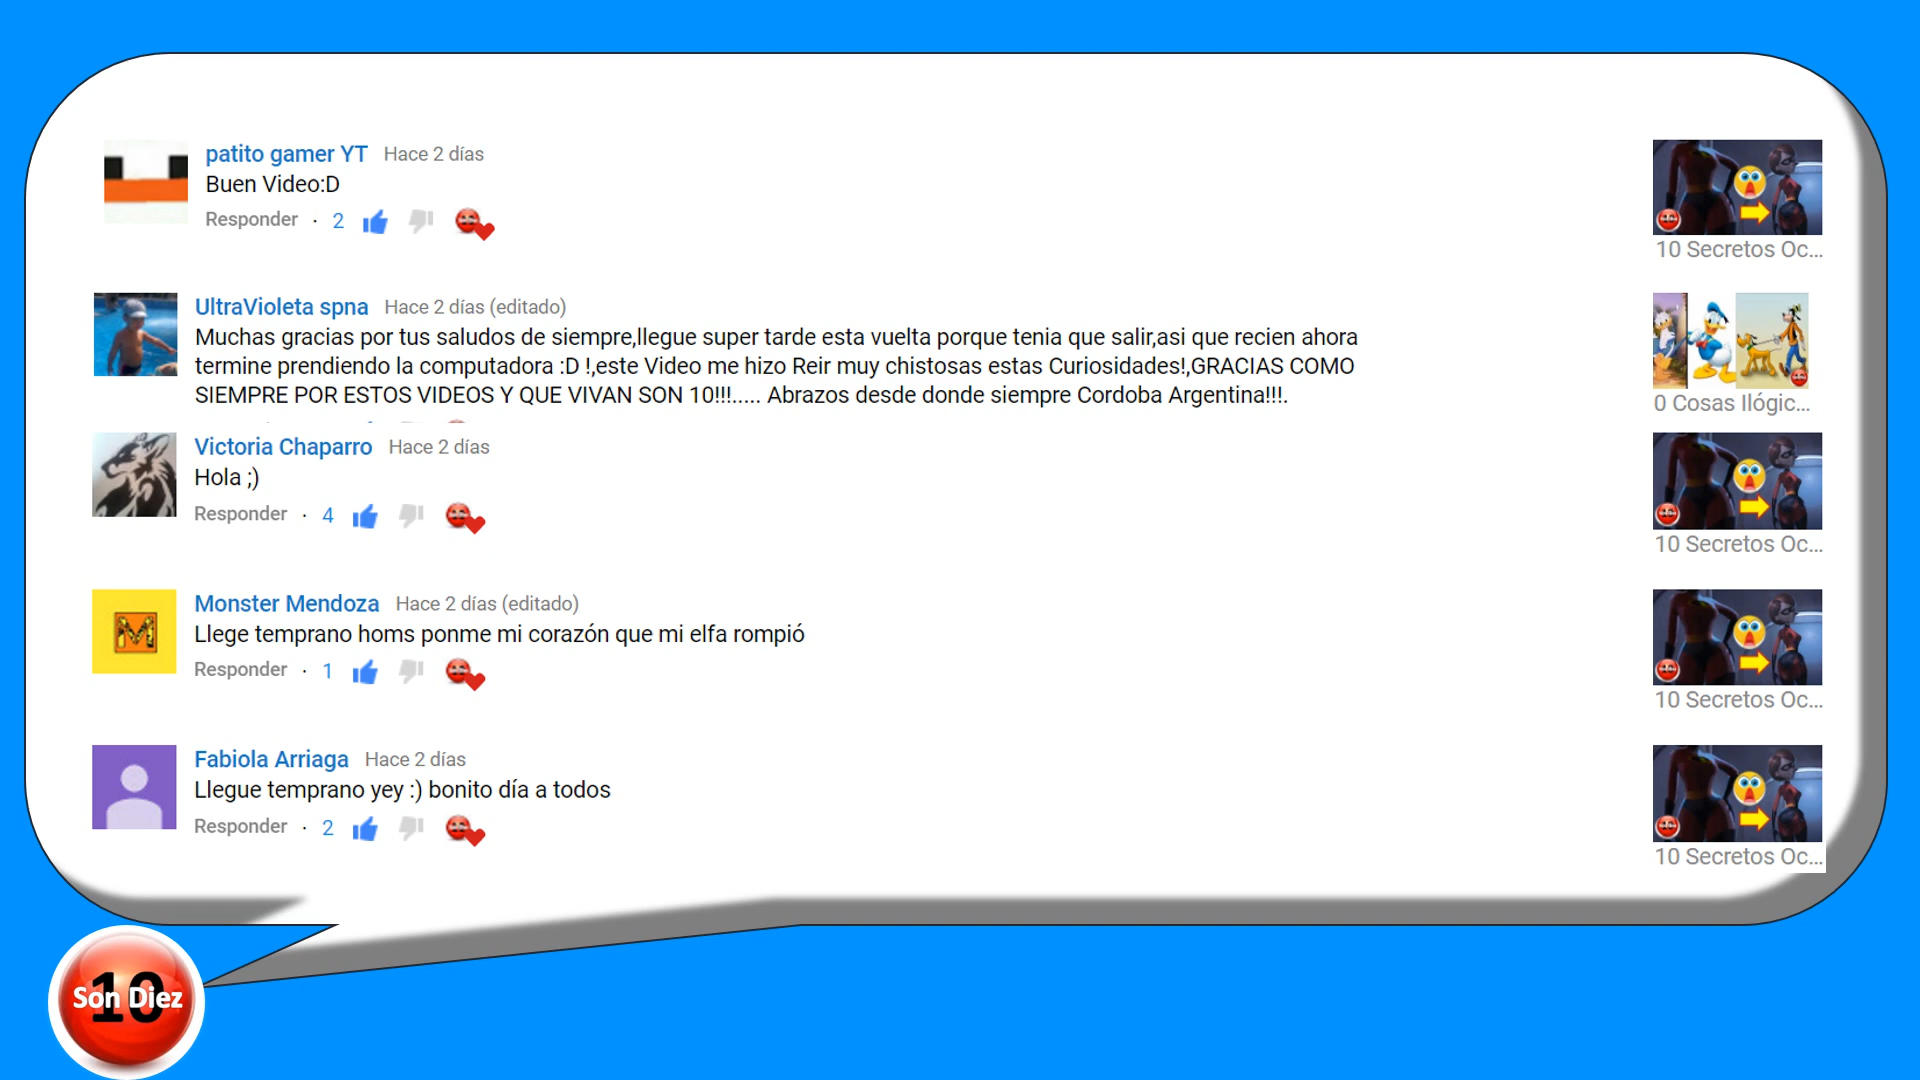 patito gamer YT Hace 2 días
Buen Video:D
Responder · 2
10 Secretos Oc...
UltraVioleta spna Hace 2 días (editado)
Muchas gracias por tus saludos de siempre,llegue super tarde esta vuelta porque tenia que salir,asi que recien ahora
termine prendiendo la computadora :D !,este Video me hizo Reir muy chistosas estas Curiosidades!,GRACIAS COMO
SIEMPRE POR ESTOS VIDEOS Y QUE VIVAN SON 10!!!..... Abrazos desde donde siempre Cordoba Argentina!!!.
0 Cosas Ilógic...
Victoria Chaparro Hace 2 días
Hola ;)
Responder · 4
10 Secretos Oc...
Monster Mendoza Hace 2 días (editado)
M
Llege temprano homs ponme mi corazón que mi elfa rompió
Responder · 1
10 Secretos Oc...
Fabiola Arriaga Hace 2 días
Llegue temprano yey :) bonito día a todos
Responder · 2
10 Secretos Oc...
10
Son Diez